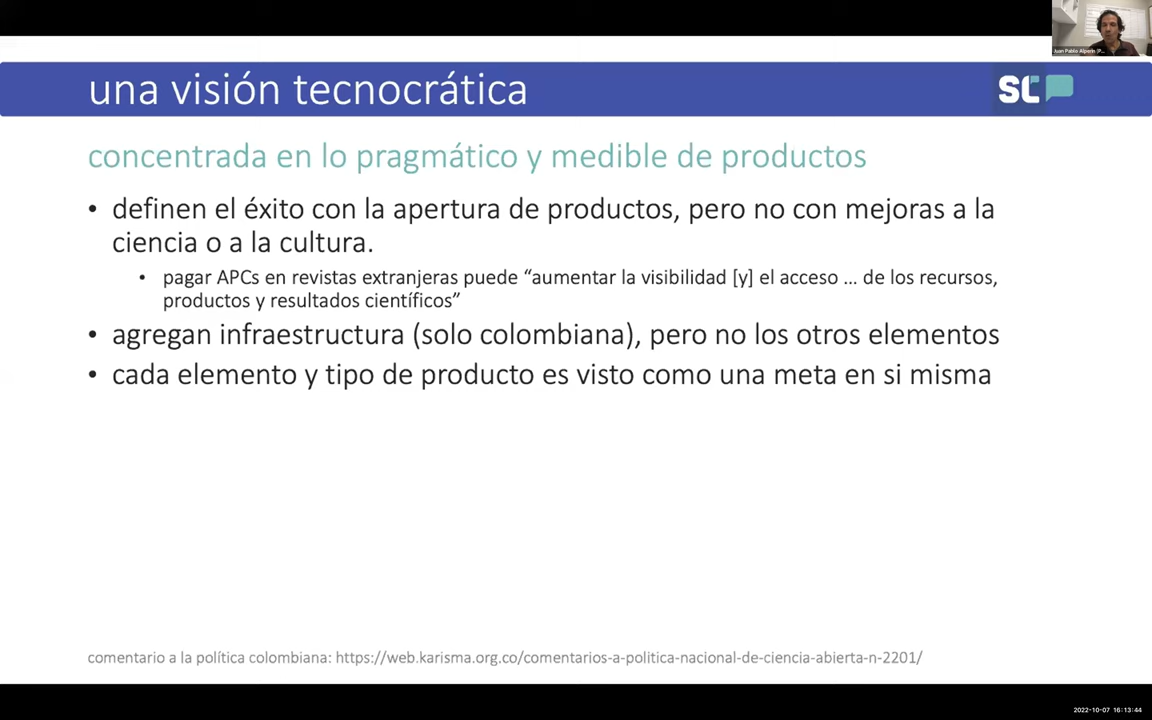 Juan Pablo Alperin (P...
una visión tecnocrática
SC
concentrada en lo pragmático y medible de productos
• definen el éxito con la apertura de productos, pero no con mejoras a la
ciencia o a la cultura.
• pagar APCs en revistas extranjeras puede “aumentar la visibilidad [y] el acceso ... de los recursos,
productos y resultados científicos”
• agregan infraestructura (solo colombiana), pero no los otros elementos
• cada elemento y tipo de producto es visto como una meta en si misma
comentario a la política colombiana: https://web.karisma.org.co/comentarios-a-politica-nacional-de-ciencia-abierta-n-2201/
2022-10-07 16:13:44